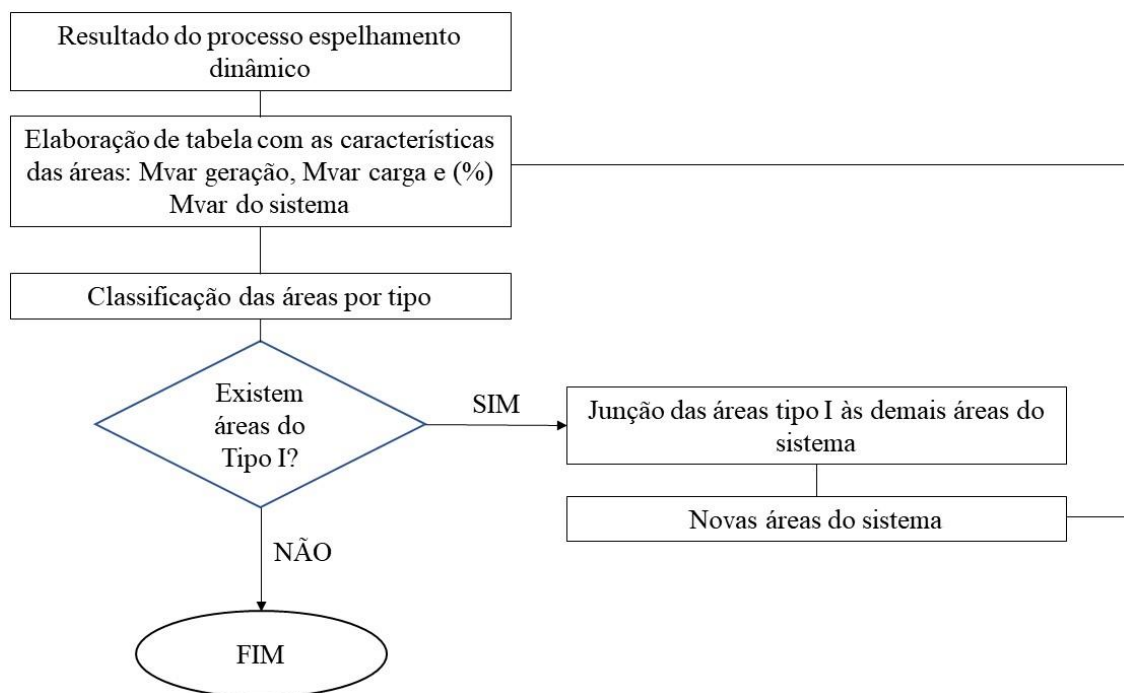 Resultado do processo espelhamento
dinâmico
Elaboração de tabela com as características
das áreas: Mvar geração, Mvar carga e (%)
Mvar do sistema
Classificação das áreas por tipo
Existem
áreas do
Tipo I?
SIM
Junção das áreas tipo I às demais áreas do
sistema
Novas áreas do sistema
NÃO
FIM